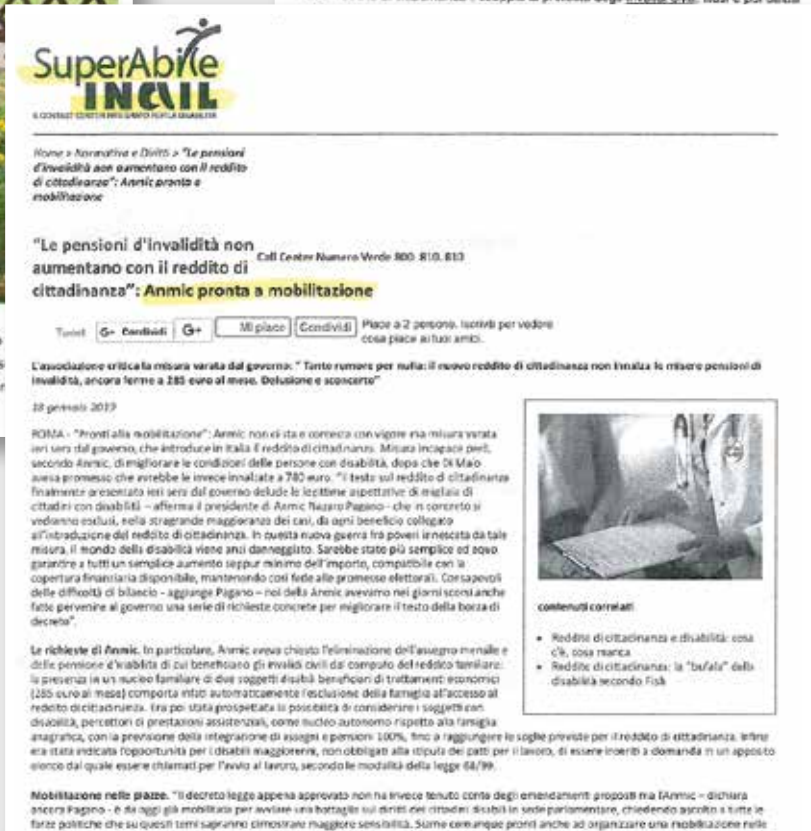 SuperAbile
INAIL
IL CONTACT CENTER INTEGRATO PER LA DISABILITÀ
Home » Normativa e Diritti » "Le pensioni
d'invalidità non aumentano con il reddito
di cittadinanza": Anmic pronta a
mobilitazione
"Le pensioni d'invalidità non
aumentano con il reddito di
cittadinanza": Anmic pronta a mobilitazione
Call Center Numero Verde 800. 810. 810
Tweet G+ Condividi G+ Mi piace Condividi Piace a 2 persone. Iscriviti per vedere
cosa piace ai tuoi amici.
L'associazione critica la misura varata dal governo: " Tanto rumore per nulla: il nuovo reddito di cittadinanza non innalza le misere pensioni di
invalidità, ancora ferme a 285 euro al mese. Delusione e sconcerto"
18 gennaio 2019
ROMA - "Pronti alla mobilitazione": Anmic non ci sta e contesta con vigore ma misura varata
ieri sera dal governo, che introduce in Italia il reddito di cittadinanza. Misura incapace però,
secondo Anmic, di migliorare le condizioni delle persone con disabilità, dopo che Di Maio
aveva promesso che avrebbe le invece innalzate a 780 euro. "Il testo sul reddito di cittadinanza
finalmente presentato ieri sera dal governo delude le legittime aspettative di migliaia di
cittadini con disabilità – afferma il presidente di Anmic Nazaro Pagano - che in concreto si
vedranno esclusi, nella stragrande maggioranza dei casi, da ogni beneficio collegato
all'introduzione del reddito di cittadinanza. In questa nuova guerra fra poveri innescata da tale
misura, il mondo della disabilità viene anzi danneggiato. Sarebbe stato più semplice ed equo
garantire a tutti un semplice aumento seppur minimo dell'importo, compatibile con la
copertura finanziaria disponibile, mantenendo così fede alle promesse elettorali. Consapevoli
delle difficoltà di bilancio - aggiunge Pagano – noi della Anmic avevamo nei giorni scorsi anche
fatto pervenire al governo una serie di richieste concrete per migliorare il testo della bozza di
decreto".
contenuti correlati
Reddito di cittadinanza e disabilità: cosa
c'è, cosa manca
Reddito di cittadinanza: la "bufala" della
disabilità secondo Fish
Le richieste di Anmic. In particolare, Anmic aveva chiesto l'eliminazione dell'assegno mensile e
delle pensione d'inabilità di cui beneficiano gli invalidi civili dal computo del reddito familiare:
la presenza in un nucleo familiare di due soggetti disabili beneficiari di trattamenti economici
(285 euro al mese) comporta infatti automaticamente l'esclusione della famiglia all'accesso al
reddito di cittadinanza. Era poi stata prospettata la possibilità di considerare i soggetti con
disabilità, percettori di prestazioni assistenziali, come nucleo autonomo rispetto alla famiglia
anagrafica, con la previsione della integrazione di assegni e pensioni 100%, fino a raggiungere le soglie previste per il reddito di cittadinanza. Infine
era stata indicata l'opportunità per i disabili maggiorenni, non obbligati alla stipula dei patti per il lavoro, di essere inseriti a domanda in un apposito
elenco dal quale essere chiamati per l'avvio al lavoro, secondo le modalità della legge 68/99.
Mobilitazione nelle piazze. "Il decreto legge appena approvato non ha invece tenuto conto degli emendamenti proposti ma l'Anmic – dichiara
ancora Pagano - è da oggi già mobilitata per avviare una battaglia sui diritti dei cittadini disabili in sede parlamentare, chiedendo ascolto a tutte le
forze politiche che su questi temi sapranno dimostrare maggiore sensibilità. Siamo comunque pronti anche ad organizzare una mobilitazione nelle